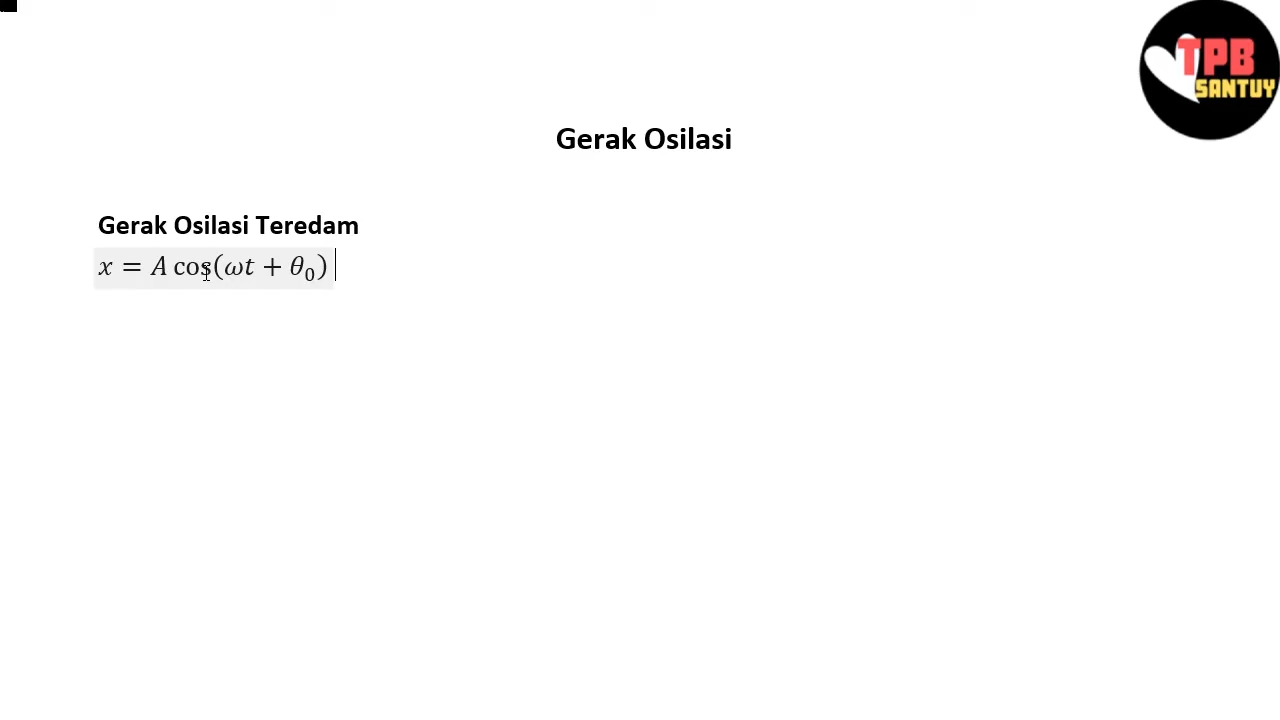 TPB
SANTUY
Gerak Osilasi
Gerak Osilasi Teredam
x = A cos(ωt + θ₀)